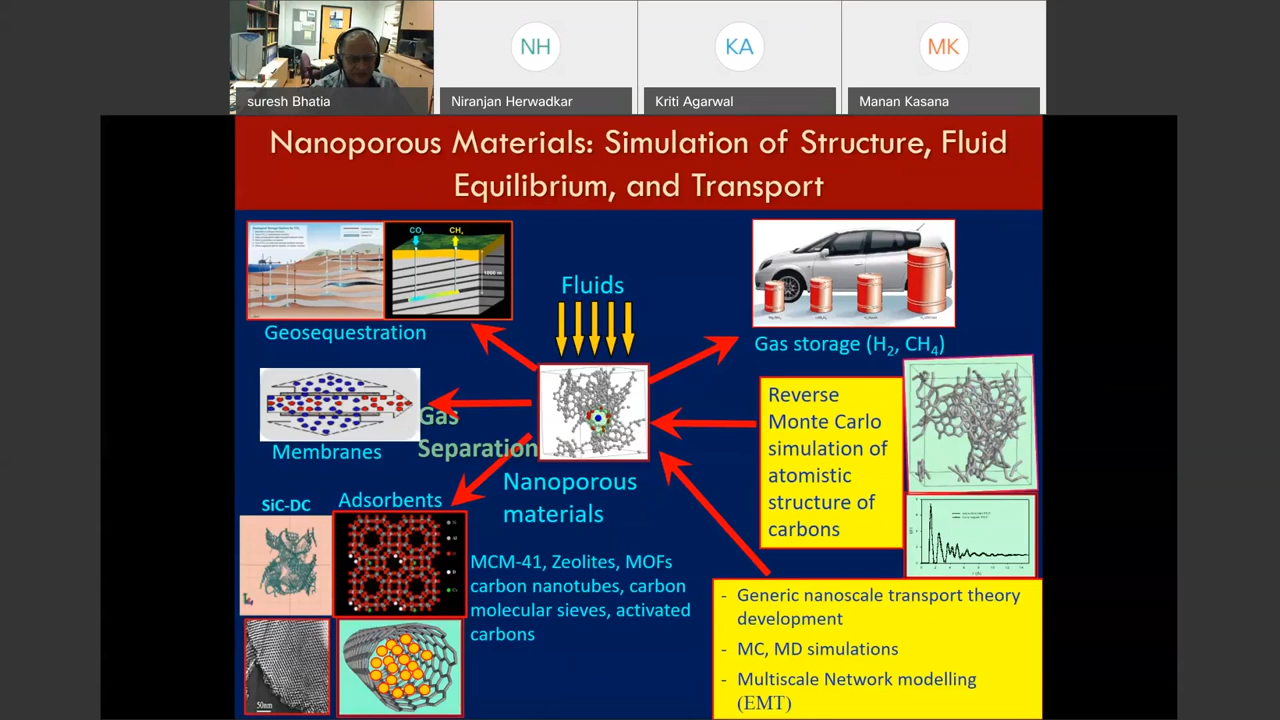 NH
KA
MK
suresh Bhatia
Niranjan Herwadkar
Kriti Agarwal
Manan Kasana
Nanoporous Materials: Simulation of Structure, Fluid
Equilibrium, and Transport
CO2
CH4
1000 m
Geosequestration
Fluids
Gas storage (H2, CH4)
Membranes
Gas
Separation
Reverse
Monte Carlo
simulation of
atomistic
structure of
carbons
Nanoporous
materials
SiC-DC
Adsorbents
MCM-41, Zeolites, MOFs
carbon nanotubes, carbon
molecular sieves, activated
carbons
- Generic nanoscale transport theory
development
- MC, MD simulations
- Multiscale Network modelling
(EMT)
50nm